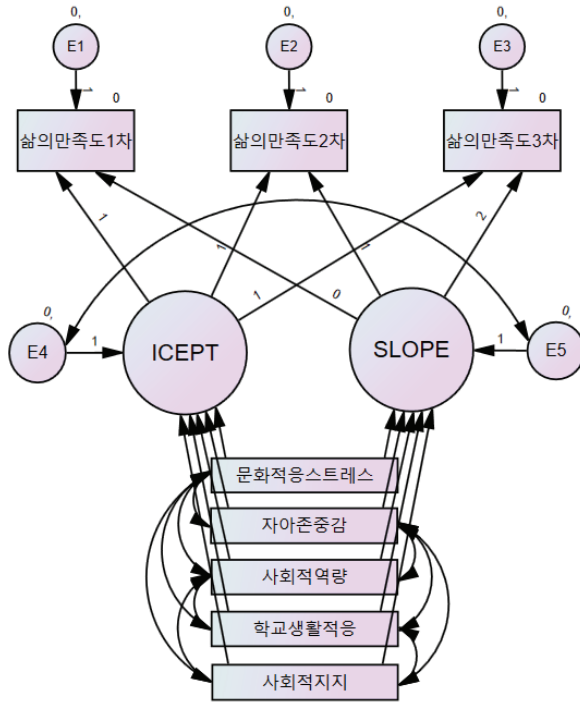 0, 0, 0,
E1 E2 E3
1 0 1 0 1 0
삶의만족도1차 삶의만족도2차 삶의만족도3차
1 1 1 2
1 0
0, 0,
E4 1 ICEPT SLOPE 1 E5
문화적응스트레스
자아존중감
사회적역량
학교생활적응
사회적지지